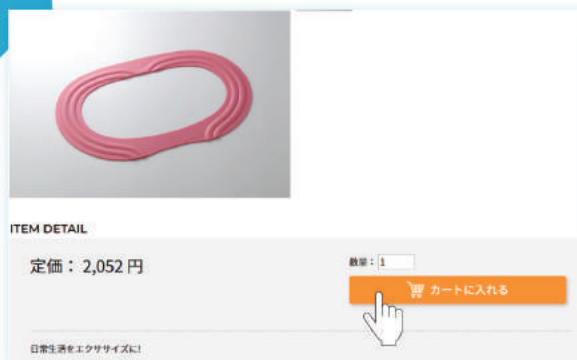 ITEM DETAIL
定価： 2,052 円
数量： 1
カートに入れる
日常生活をエクササイズに!